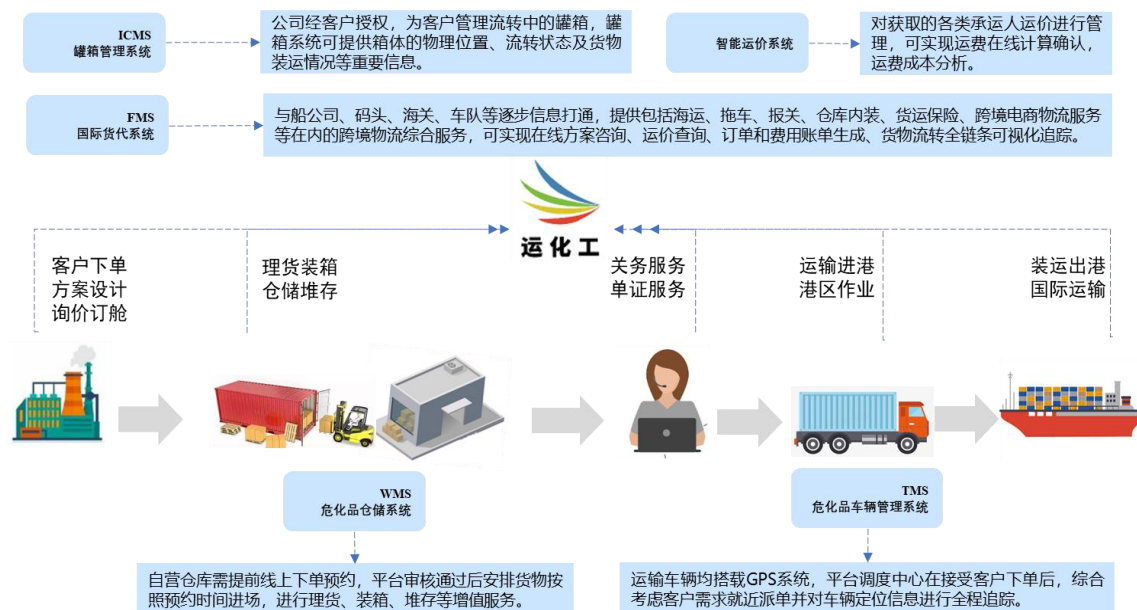 ICMS
罐箱管理系统
公司经客户授权，为客户管理流转中的罐箱，罐
箱系统可提供箱体的物理位置、流转状态及货物
装运情况等重要信息。
智能运价系统
对获取的各类承运人运价进行管
理，可实现运费在线计算确认，
运费成本分析。
FMS
国际货代系统
与船公司、码头、海关、车队等逐步信息打通，提供包括海运、拖车、报关、仓库内装、货运保险、跨境电商物流服务
等在内的跨境物流综合服务，可实现在线方案咨询、运价查询、订单和费用账单生成、货物流转全链条可视化追踪。
运化工
客户下单
方案设计
询价订舱
理货装箱
仓储堆存
关务服务
单证服务
运输进港
港区作业
装运出港
国际运输
WMS
危化品仓储系统
TMS
危化品车辆管理系统
自营仓库需提前线上下单预约，平台审核通过后安排货物按
照预约时间进场，进行理货、装箱、堆存等增值服务。
运输车辆均搭载GPS系统，平台调度中心在接受客户下单后，综合
考虑客户需求就近派单并对车辆定位信息进行全程追踪。